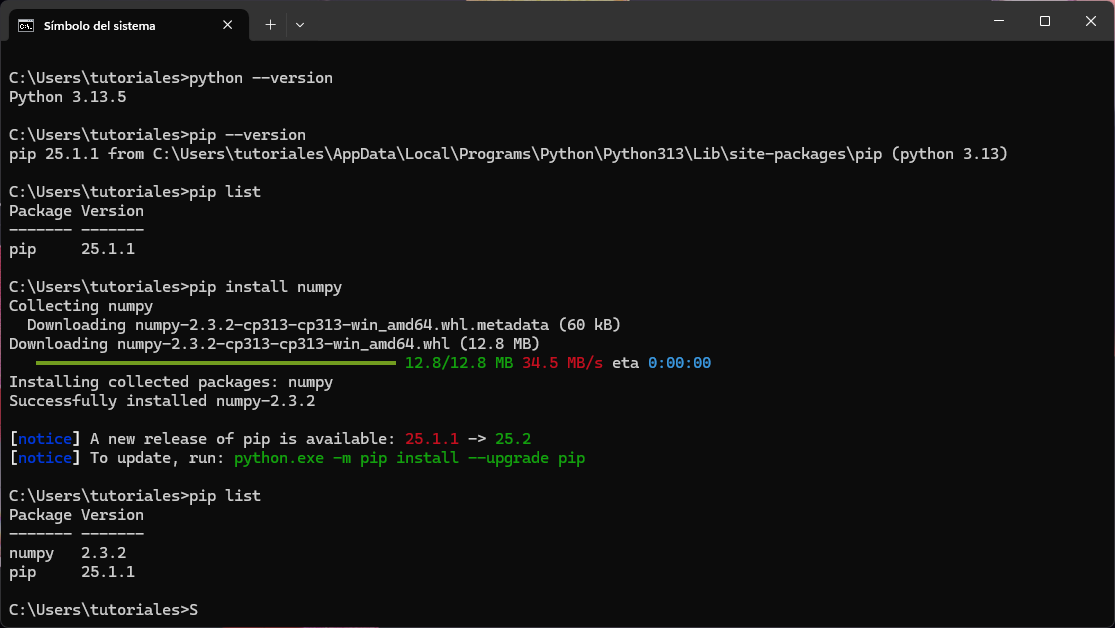 Símbolo del sistema
C:\Users\tutoriales>python --version
Python 3.13.5
C:\Users\tutoriales>pip --version
pip 25.1.1 from C:\Users\tutoriales\AppData\Local\Programs\Python\Python313\Lib\site-packages\pip (python 3.13)
C:\Users\tutoriales>pip list
Package Version
------- -------
pip     25.1.1
C:\Users\tutoriales>pip install numpy
Collecting numpy
  Downloading numpy-2.3.2-cp313-cp313-win_amd64.whl.metadata (60 kB)
Downloading numpy-2.3.2-cp313-cp313-win_amd64.whl (12.8 MB)
12.8/12.8 MB 34.5 MB/s eta 0:00:00
Installing collected packages: numpy
Successfully installed numpy-2.3.2
[notice] A new release of pip is available: 25.1.1 -> 25.2
[notice] To update, run: python.exe -m pip install --upgrade pip
C:\Users\tutoriales>pip list
Package Version
------- -------
numpy   2.3.2
pip     25.1.1
C:\Users\tutoriales>S